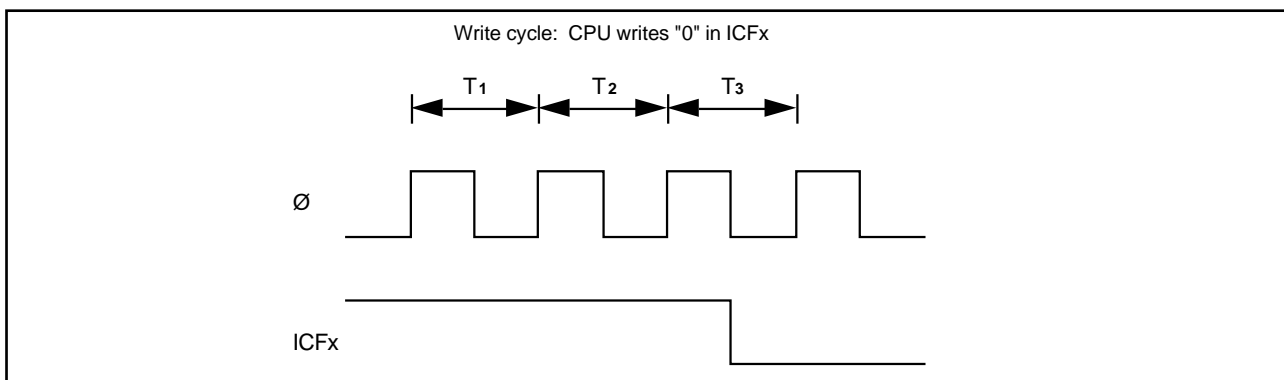 Write cycle: CPU writes "0" in ICFx
T1 T2 T3
Ø
ICFx